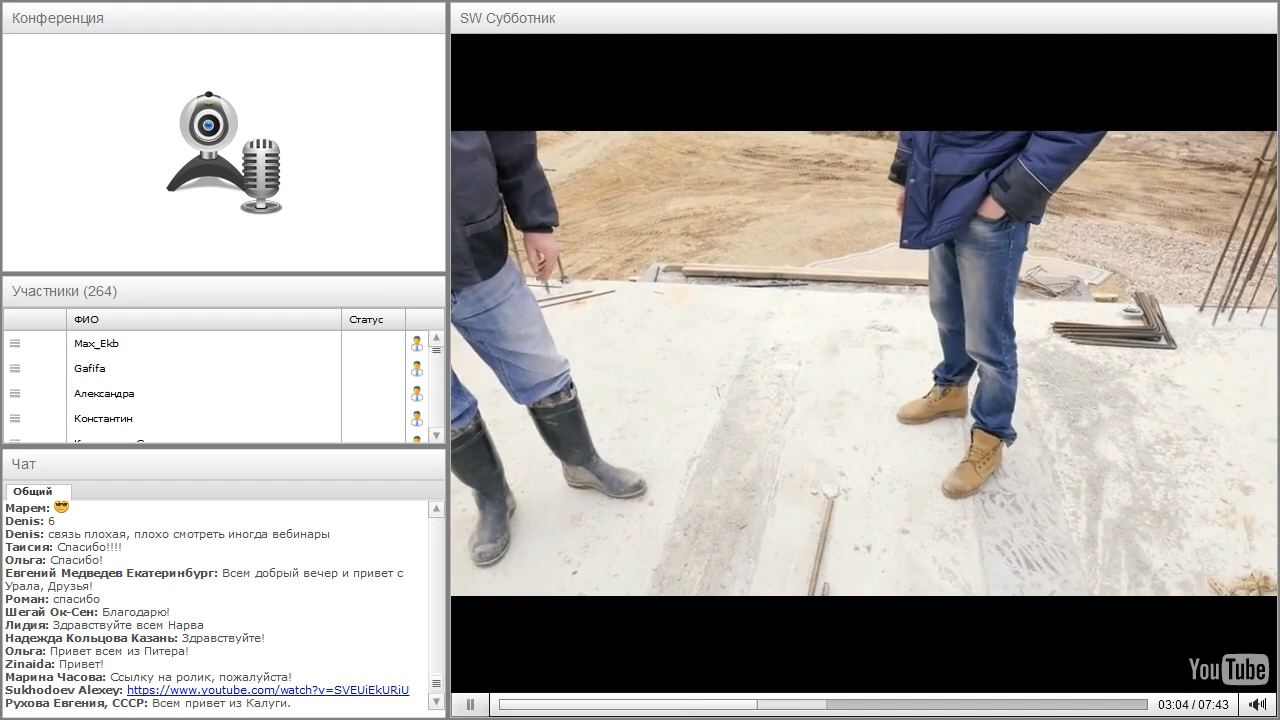 Конференция
SW Субботник
Участники (264)
ФИО
Статус
Max_Ekb
Gafifa
Александра
Константин
Чат
Общий
Марем:
Denis: 6
Denis: связь плохая, плохо смотреть иногда вебинары
Таисия: Спасибо!!!!
Ольга: Спасибо!
Евгений Медведев Екатеринбург: Всем добрый вечер и привет с
Урала, Друзья!
Роман: спасибо
Шегай Ок-Сен: Благодарю!
Лидия: Здравствуйте всем Нарва
Надежда Кольцова Казань: Здравствуйте!
Ольга: Привет всем из Питера!
Zinaida: Привет!
Марина Часова: Ссылку на ролик, пожалуйста!
Sukhodoev Alexey: https://www.youtube.com/watch?v=SVEUiEkURiU
Рухова Евгения, СССР: Всем привет из Калуги.
YouTube
03:04 / 07:43